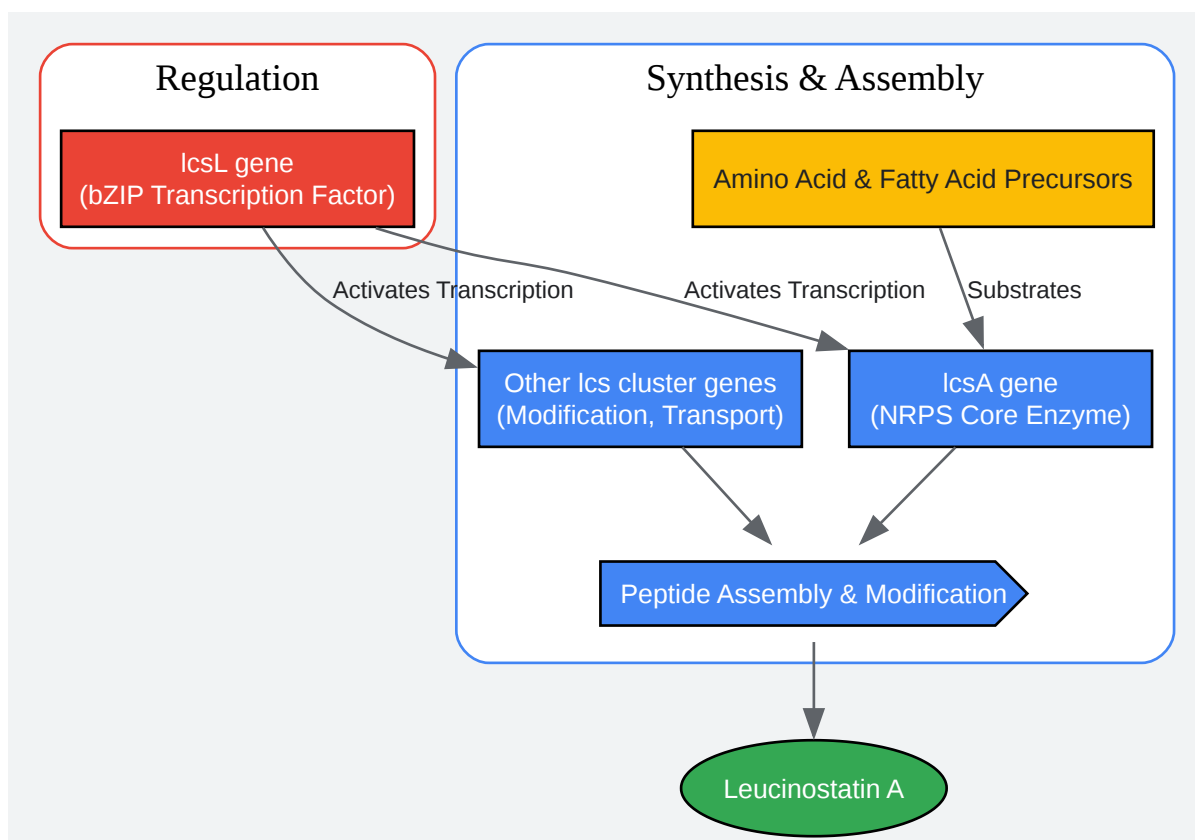 Regulation
Synthesis & Assembly
lcsL gene
(bZIP Transcription Factor)
Amino Acid & Fatty Acid Precursors
Activates Transcription
Activates Transcription
Substrates
Other lcs cluster genes
(Modification, Transport)
lcsA gene
(NRPS Core Enzyme)
Peptide Assembly & Modification
Leucinostatin A